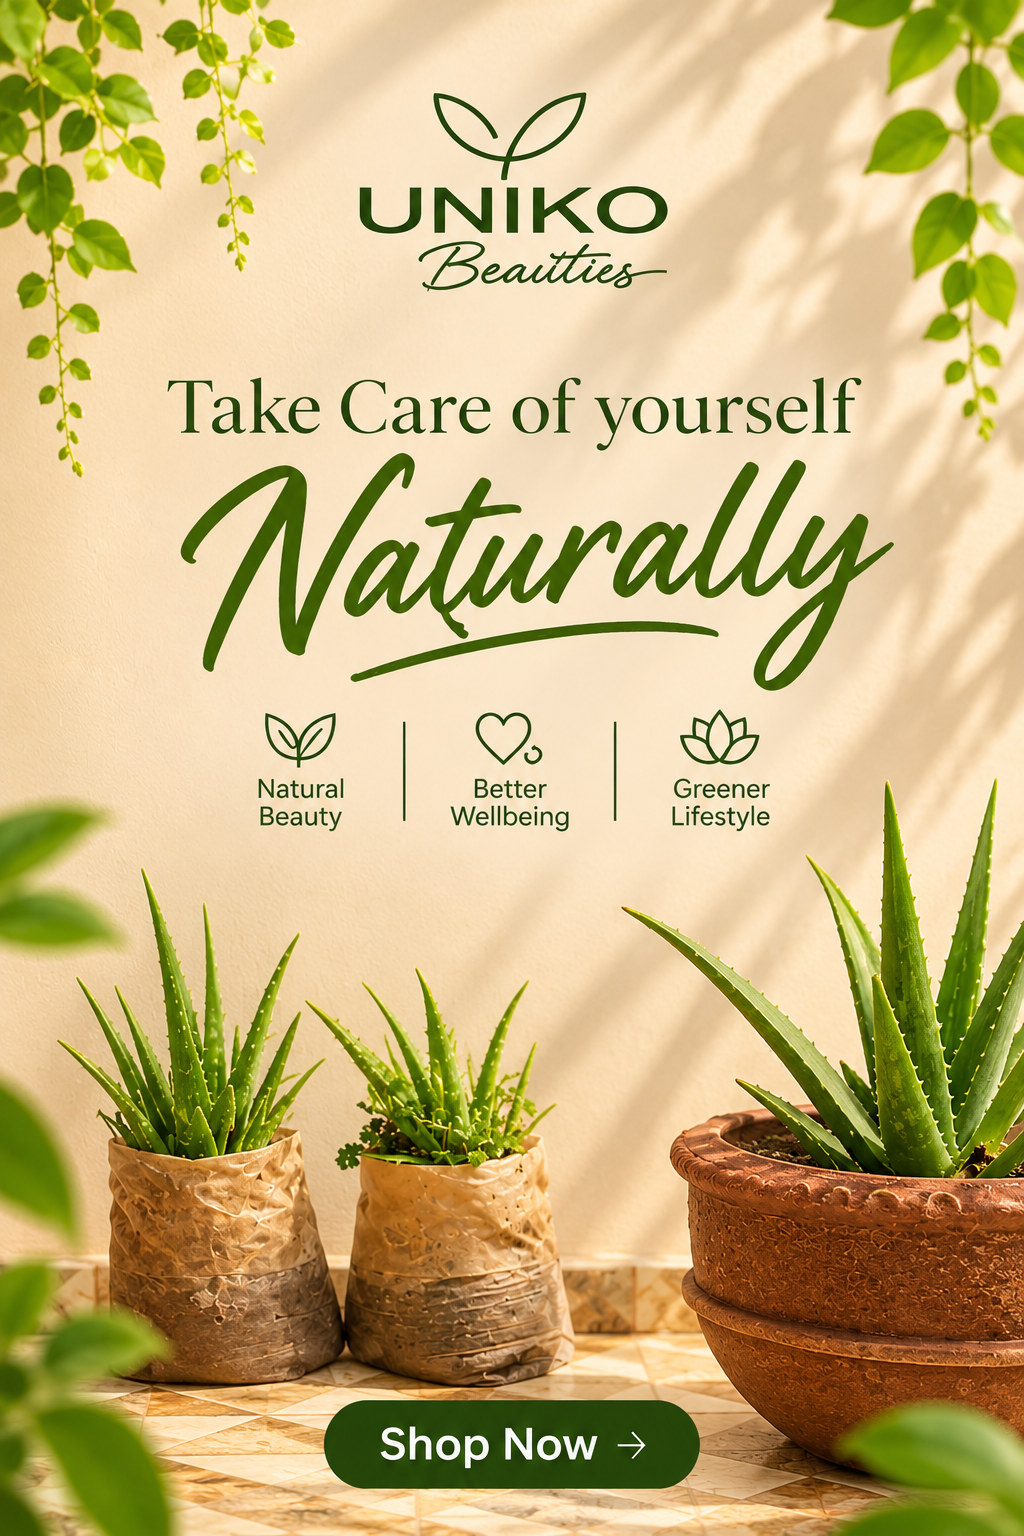 UNIKO
Beauties
Take Care of yourself
Naturally
Natural
Beauty
Better
Wellbeing
Greener
Lifestyle
Shop Now →